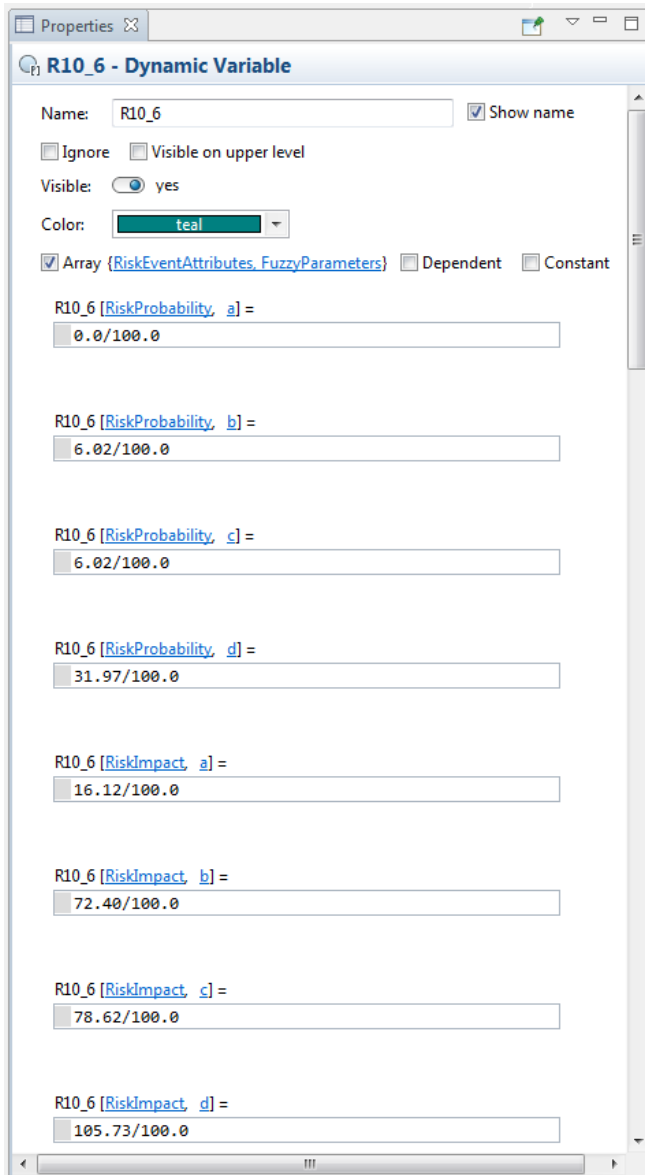 Properties
R10_6 - Dynamic Variable
Name: R10_6 Show name
Ignore Visible on upper level
Visible: yes
Color: teal
Array {RiskEventAttributes, FuzzyParameters} Dependent Constant
R10_6 [RiskProbability, a] =
0.0/100.0
R10_6 [RiskProbability, b] =
6.02/100.0
R10_6 [RiskProbability, c] =
6.02/100.0
R10_6 [RiskProbability, d] =
31.97/100.0
R10_6 [RiskImpact, a] =
16.12/100.0
R10_6 [RiskImpact, b] =
72.40/100.0
R10_6 [RiskImpact, c] =
78.62/100.0
R10_6 [RiskImpact, d] =
105.73/100.0